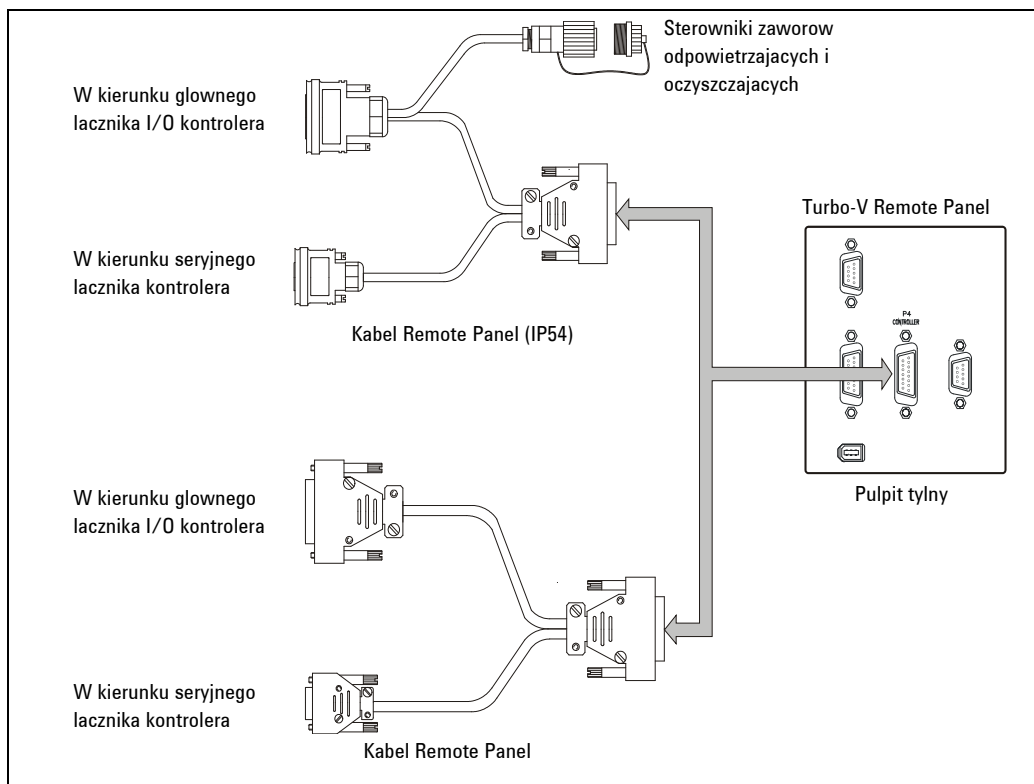 Sterowniki zaworow
odpowietrzajacych i
oczyszczajacych
W kierunku glownego
lacznika I/O kontrolera
W kierunku seryjnego
lacznika kontrolera
Kabel Remote Panel (IP54)
Turbo-V Remote Panel
P4
CONTROLLER
Pulpit tylny
W kierunku glownego
lacznika I/O kontrolera
W kierunku seryjnego
lacznika kontrolera
Kabel Remote Panel